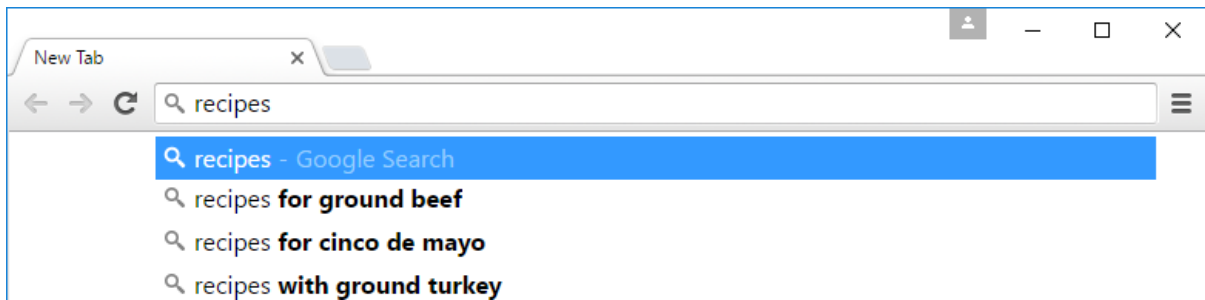 New Tab
recipes
recipes - Google Search
recipes for ground beef
recipes for cinco de mayo
recipes with ground turkey